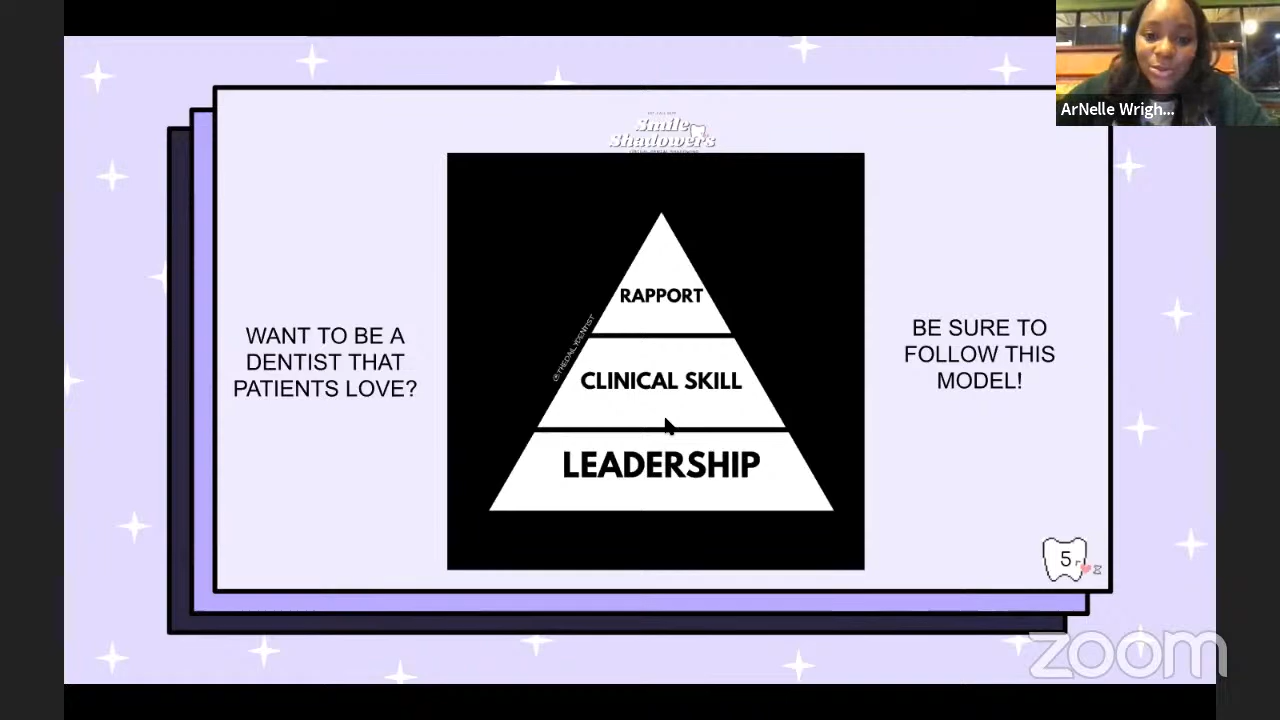 ArNelle Wrigh...
Smile
Shadowers
WANT TO BE A
DENTIST THAT
PATIENTS LOVE?
RAPPORT
CLINICAL SKILL
LEADERSHIP
@THEDAILYDENTIST
BE SURE TO
FOLLOW THIS
MODEL!
5
zoom